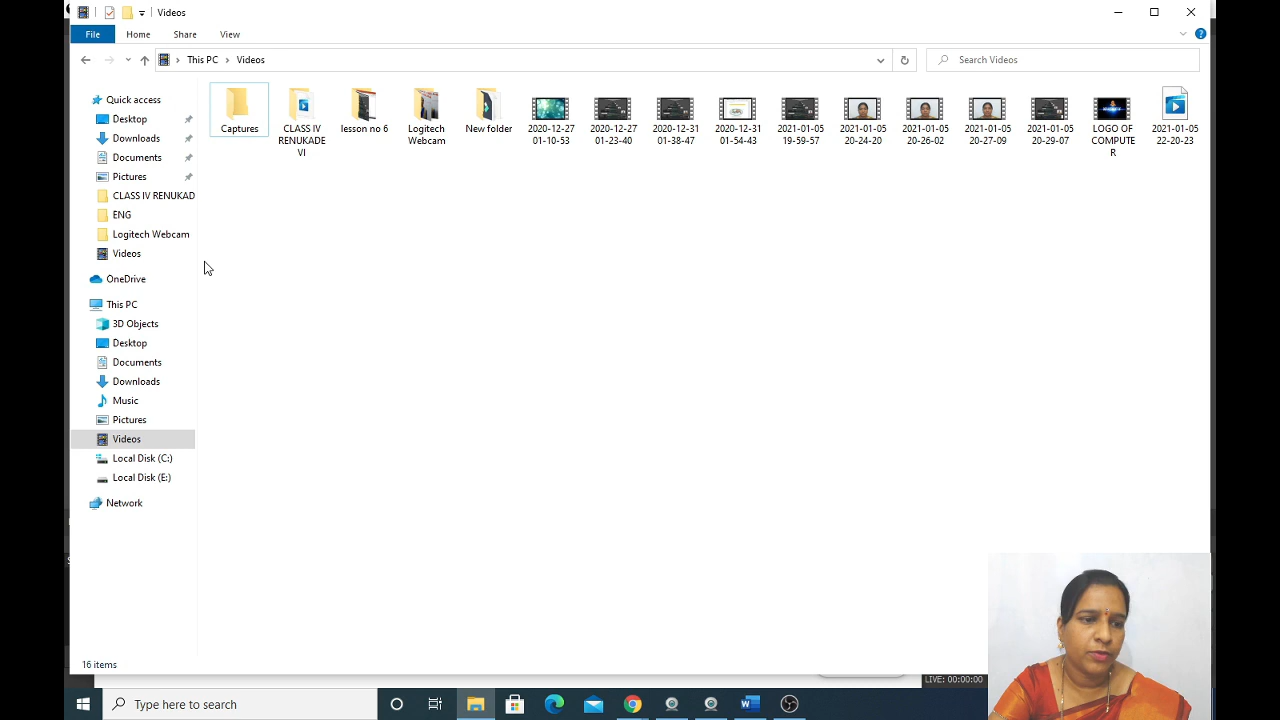 Videos
File Home Share View
This PC Videos
Search Videos
Captures
CLASS IV
RENUKADE
VI
lesson no 6
Logitech
Webcam
New folder
2020-12-27
01-10-53
2020-12-27
01-23-40
2020-12-31
01-38-47
2020-12-31
01-54-43
2021-01-05
19-59-57
2021-01-05
20-24-20
2021-01-05
20-26-02
2021-01-05
20-27-09
2021-01-05
20-29-07
LOGO OF
COMPUTE
R
2021-01-05
22-20-23
Quick access
Desktop
Downloads
Documents
Pictures
CLASS IV RENUKAD
ENG
Logitech Webcam
Videos
OneDrive
This PC
3D Objects
Desktop
Documents
Downloads
Music
Pictures
Videos
Local Disk (C:)
Local Disk (E:)
Network
16 items
LIVE: 00:00:00
Type here to search